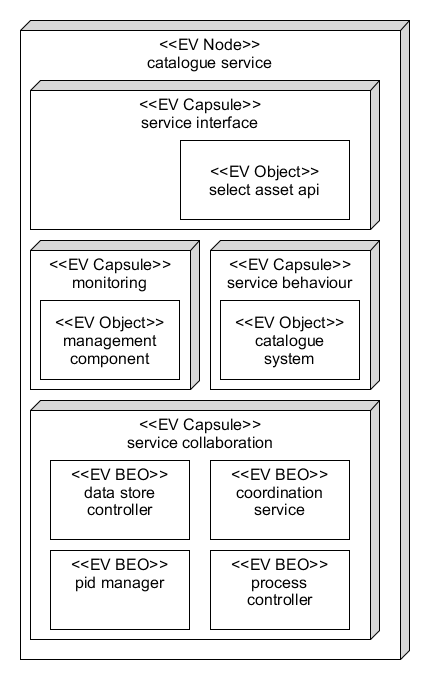 <<EV Node>>
catalogue service
<<EV Capsule>>
service interface
<<EV Object>>
select asset api
<<EV Capsule>>
monitoring
<<EV Object>>
management
component
<<EV Capsule>>
service behaviour
<<EV Object>>
catalogue
system
<<EV Capsule>>
service collaboration
<<EV BEO>>
data store
controller
<<EV BEO>>
coordination
service
<<EV BEO>>
pid manager
<<EV BEO>>
process
controller